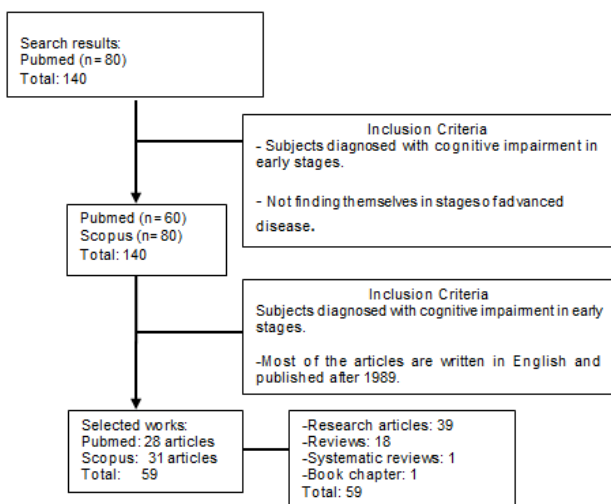 Search results:
Pubmed (n= 80)
Total: 140
Inclusion Criteria
- Subjects diagnosed with cognitive impairment in
early stages.
- Not finding themselves in stages of advanced
disease.
Pubmed (n=60)
Scopus (n=80)
Total: 140
Inclusion Criteria
Subjects diagnosed with cognitive impairment in early
stages.
-Most of the articles are written in English and
published after 1989.
Selected works:
Pubmed: 28 articles
Scopus: 31 articles
Total: 59
-Research articles: 39
-Reviews: 18
-Systematic reviews: 1
-Book chapter: 1
Total: 59